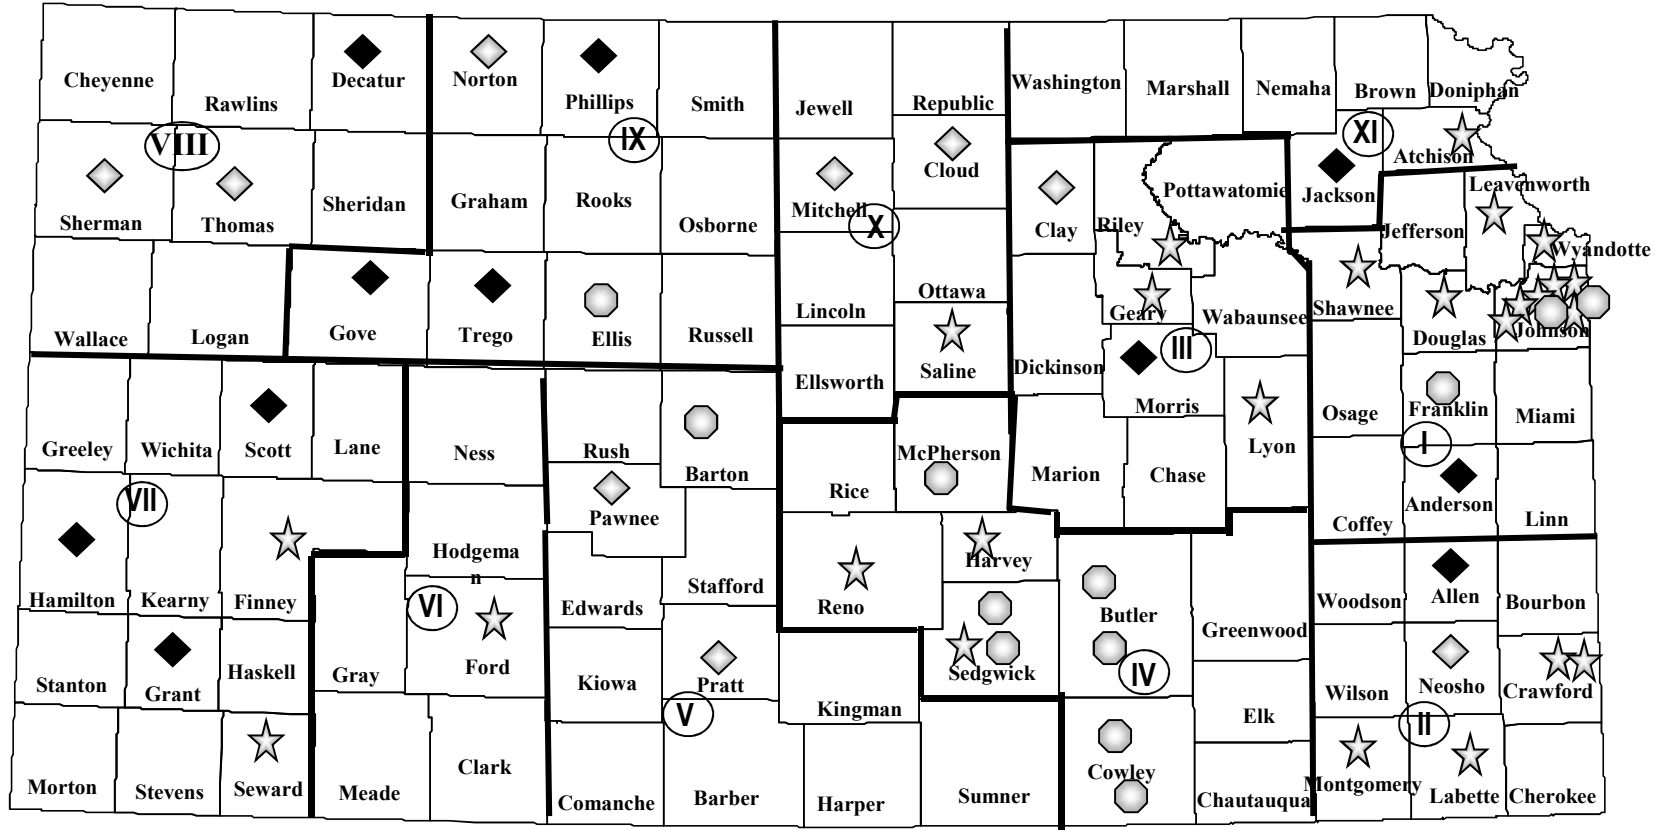 Cheyenne
Rawlins
Decatur
Norton
Phillips
Smith
Jewell
Republic
Washington
Marshall
Nemaha
Brown
Doniphan
VIII
IX
XI
Atchison
Sherman
Thomas
Sheridan
Graham
Rooks
Osborne
Mitchell
X
Cloud
Clay
Riley
Pottawatomie
Jackson
Jefferson
Leavenworth
Wyandotte
Wallace
Logan
Gove
Trego
Ellis
Russell
Lincoln
Ottawa
Ellsworth
Saline
Dickinson
Geary
III
Morris
Wabaunsee
Shawnee
Douglas
Johnson
Greeley
Wichita
Scott
Lane
Ness
Rush
Barton
Rice
McPherson
Marion
Chase
Lyon
Osage
Franklin
Miami
I
VII
Pawnee
Coffey
Anderson
Linn
Hamilton
Kearny
Finney
Hodgema
n
VI
Edwards
Stafford
Reno
Harvey
Butler
Greenwood
Woodson
Allen
Bourbon
Stanton
Grant
Haskell
Gray
Ford
Kiowa
Pratt
V
Kingman
Sedgwick
IV
Elk
Wilson
Neosho
Crawford
II
Morton
Stevens
Seward
Meade
Clark
Comanche
Barber
Harper
Sumner
Cowley
Chautauqua
Montgomery
Labette
Cherokee